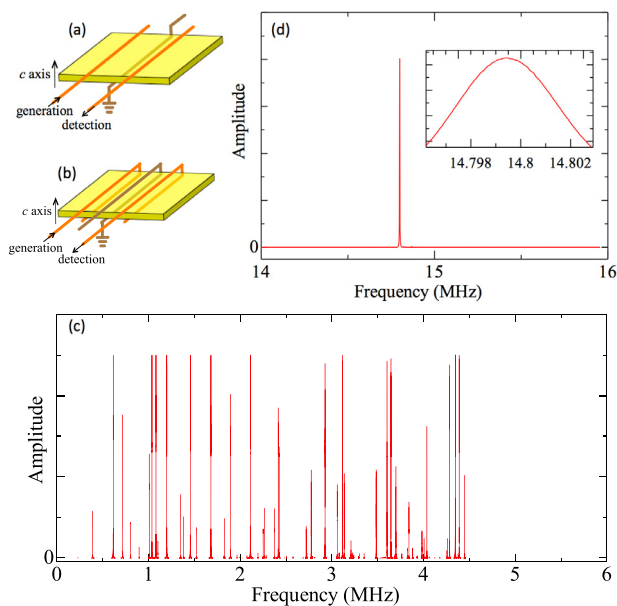 (a)
c axis
generation
detection
(b)
c axis
generation
detection
(d)
Amplitude
0
14
15
16
Frequency (MHz)
14.798
14.8
14.802
(c)
Amplitude
0
0
1
2
3
4
5
6
Frequency (MHz)